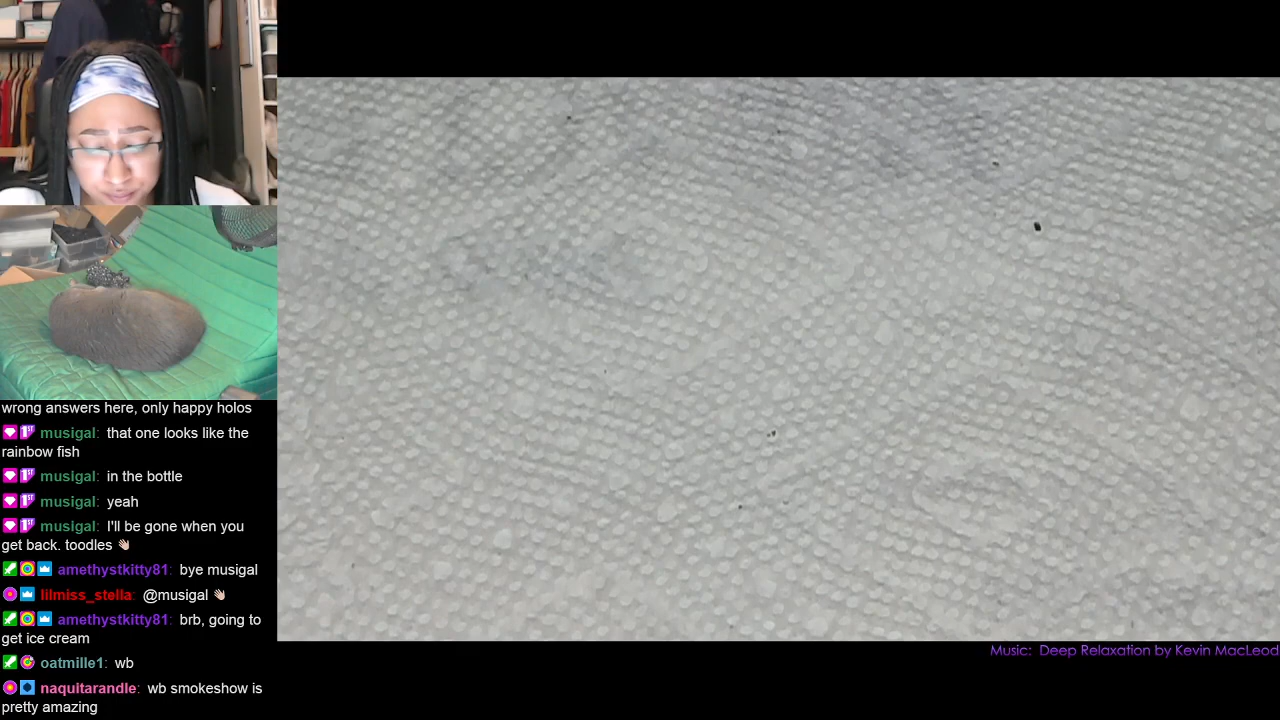 wrong answers here, only happy holos
musigal: that one looks like the
rainbow fish
musigal: in the bottle
musigal: yeah
musigal: I'll be gone when you
get back. toodles 👋🏻
amethystkitty81: bye musigal
lilmiss_stella: @musigal 👋🏻
amethystkitty81: brb, going to
get ice cream
oatmille1: wb
naquitarandle: wb smokeshow is
pretty amazing
Music: Deep Relaxation by Kevin MacLeod